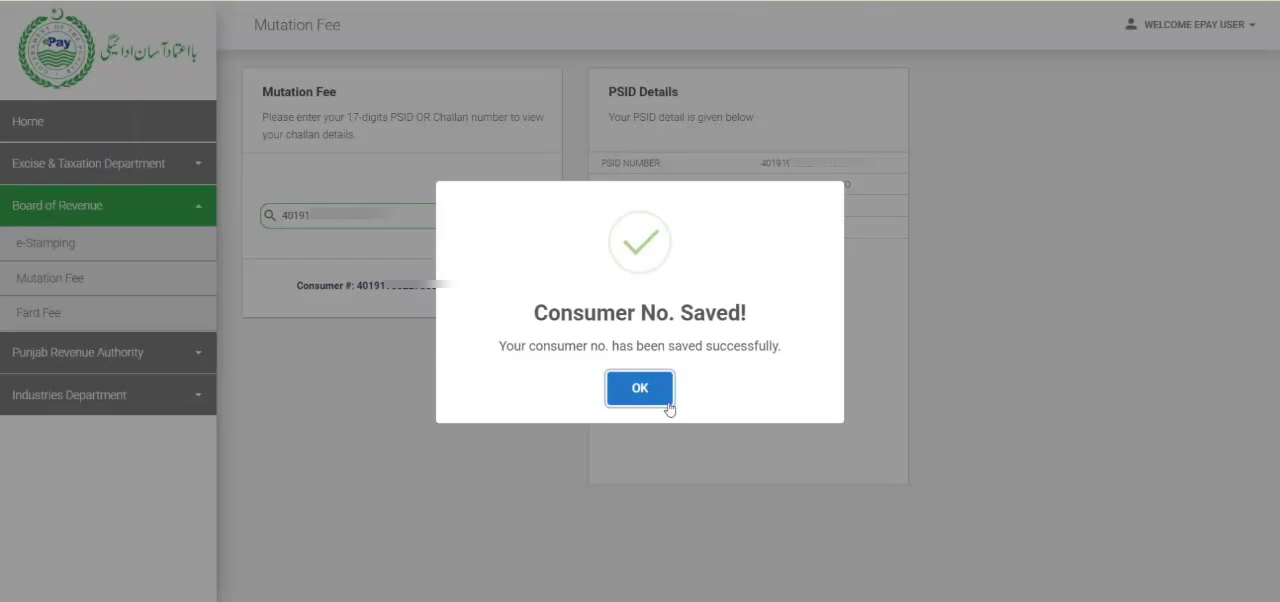 ePay
بااعتماد آسان ادائیگی
Mutation Fee
WELCOME EPAY USER
Home
Excise & Taxation Department
Board of Revenue
e-Stamping
Mutation Fee
Fard Fee
Punjab Revenue Authority
Industries Department
Mutation Fee
Please enter your 17-digits PSID OR Challan number to view
your challan details.
40191
Consumer #: 40191
PSID Details
Your PSID detail is given below
PSID NUMBER: 40191
Consumer No. Saved!
Your consumer no. has been saved successfully.
OK